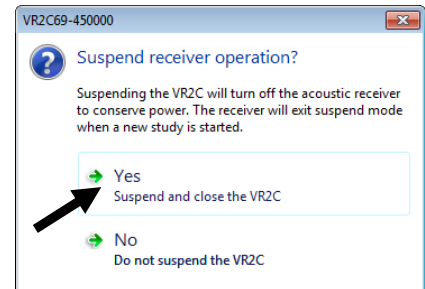 VR2C69-450000
Suspend receiver operation?
Suspending the VR2C will turn off the acoustic receiver
to conserve power. The receiver will exit suspend mode
when a new study is started.
Yes
Suspend and close the VR2C
No
Do not suspend the VR2C